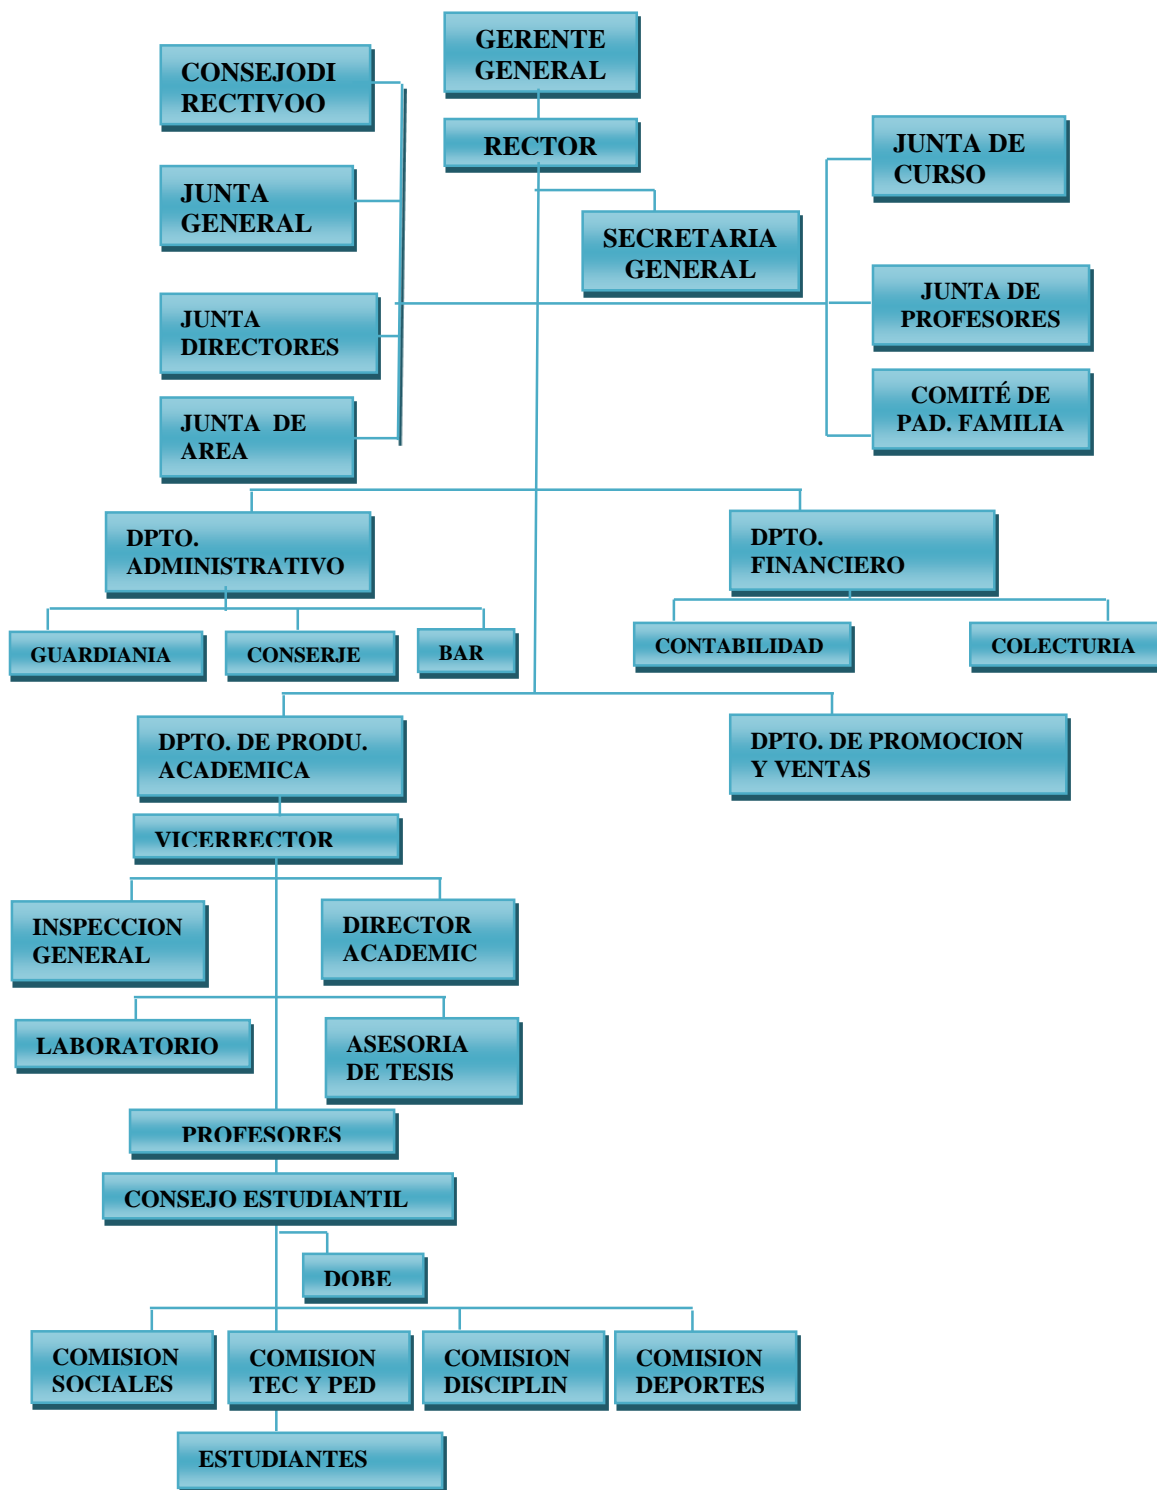 GERENTE
GENERAL
CONSEJODI
RECTIVOO
RECTOR
JUNTA DE
CURSO
JUNTA
GENERAL
SECRETARIA
GENERAL
JUNTA DE
PROFESORES
JUNTA
DIRECTORES
COMITÉ DE
PAD. FAMILIA
JUNTA DE
AREA
DPTO.
ADMINISTRATIVO
DPTO.
FINANCIERO
GUARDIANIA
CONSERJE
BAR
CONTABILIDAD
COLECTURIA
DPTO. DE PRODU.
ACADEMICA
DPTO. DE PROMOCION
Y VENTAS
VICERRECTOR
INSPECCION
GENERAL
DIRECTOR
ACADEMIC
LABORATORIO
ASESORIA
DE TESIS
PROFESORES
CONSEJO ESTUDIANTIL
DOBE
COMISION
SOCIALES
COMISION
TEC Y PED
COMISION
DISCIPLIN
COMISION
DEPORTES
ESTUDIANTES